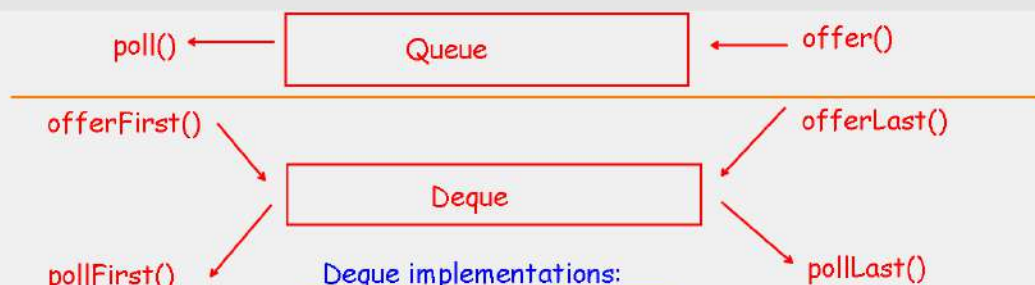 poll()
Queue
offer()
offerFirst()
offerLast()
Deque
pollFirst()
Deque implementations:
pollLast()